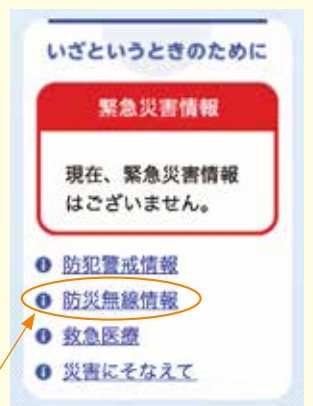 いざというときのために
緊急災害情報
現在、緊急災害情報
はございません。
防犯警戒情報
防災無線情報
救急医療
災害にそなえて